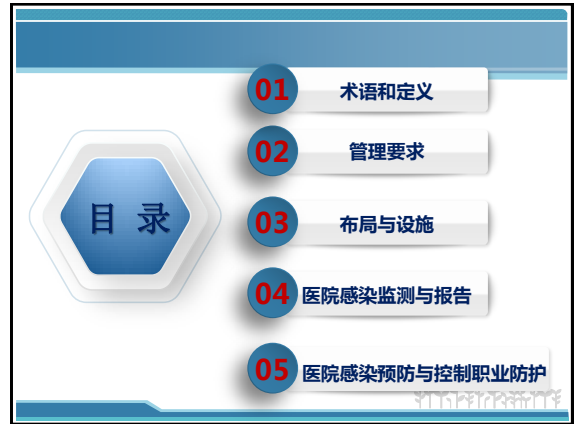 目 录
01 术语和定义
02 管理要求
03 布局与设施
04 医院感染监测与报告
05 医院感染预防与控制职业防护